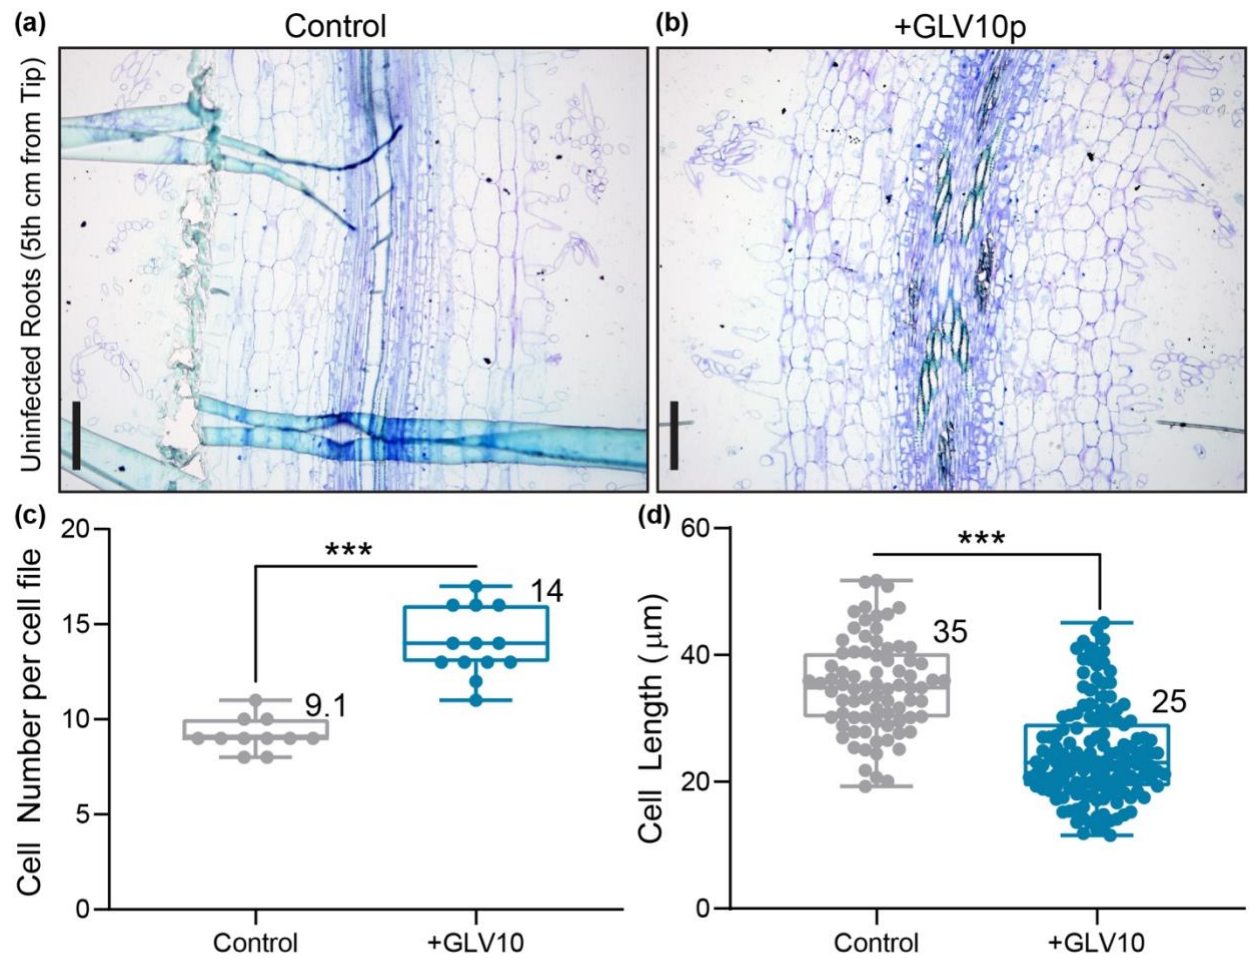 (a) Control
(b) +GLV10p
Uninfected Roots (5th cm from Tip)
(c)
Cell Number per cell file
20
15
10
5
0
***
9.1
14
Control
+GLV10
(d)
Cell Length (μm)
60
40
20
0
***
35
25
Control
+GLV10